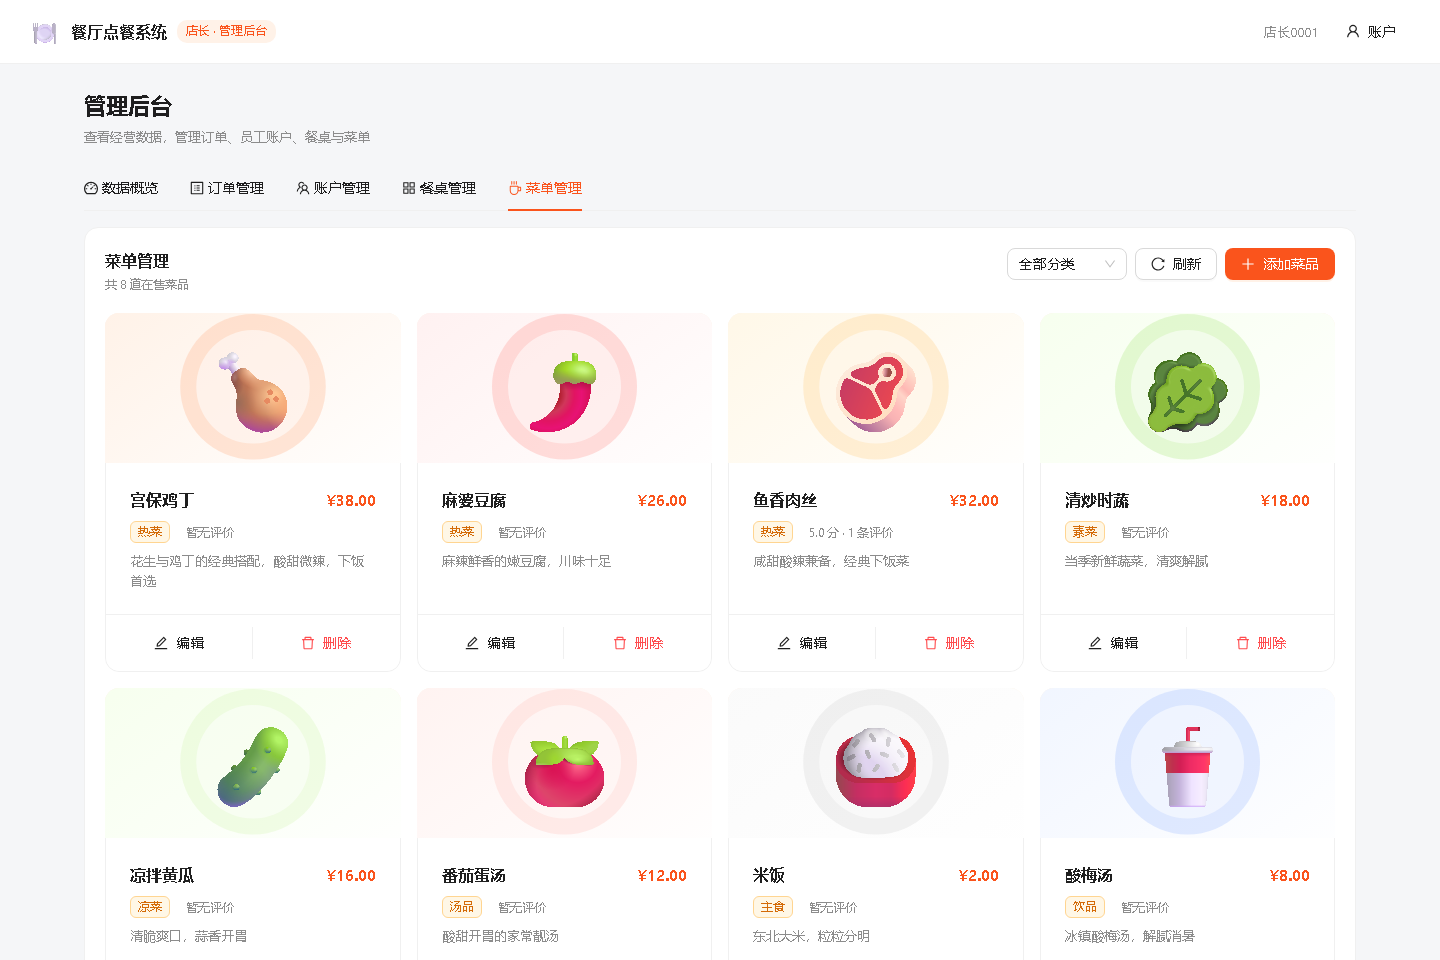 餐厅点餐系统 店长 · 管理后台 店长0001 账户
管理后台
查看经营数据，管理订单、员工账户、餐桌与菜单
数据概览 订单管理 账户管理 餐桌管理 菜单管理
菜单管理 全部分类 刷新 添加菜品
共 8 道在售菜品
宫保鸡丁 ¥38.00
热菜 暂无评价
花生与鸡丁的经典搭配，酸甜微辣，下饭
首选
编辑 删除
麻婆豆腐 ¥26.00
热菜 暂无评价
麻辣鲜香的嫩豆腐，川味十足
编辑 删除
鱼香肉丝 ¥32.00
热菜 5.0 分 · 1 条评价
咸甜酸辣兼备，经典下饭菜
编辑 删除
清炒时蔬 ¥18.00
素菜 暂无评价
当季新鲜蔬菜，清爽解腻
编辑 删除
凉拌黄瓜 ¥16.00
凉菜 暂无评价
清脆爽口，蒜香开胃
番茄蛋汤 ¥12.00
汤品 暂无评价
酸甜开胃的家常靓汤
米饭 ¥2.00
主食 暂无评价
东北大米，粒粒分明
酸梅汤 ¥8.00
饮品 暂无评价
冰镇酸梅汤，解腻消暑